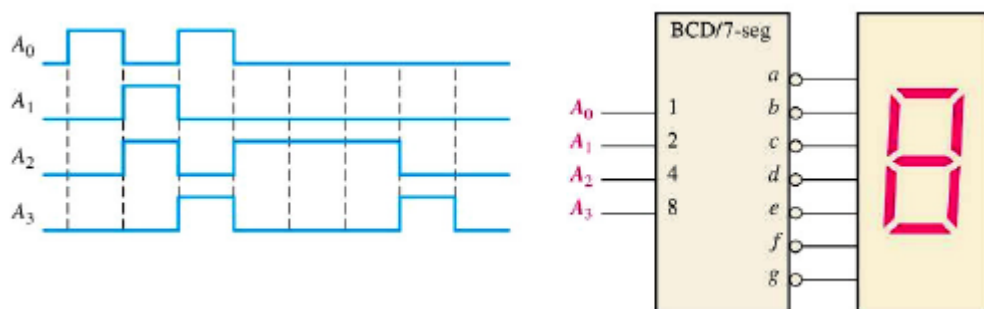 A₀
A₁
A₂
A₃
BCD/7-seg
A₀ 1
A₁ 2
A₂ 4
A₃ 8
a
b
c
d
e
f
g